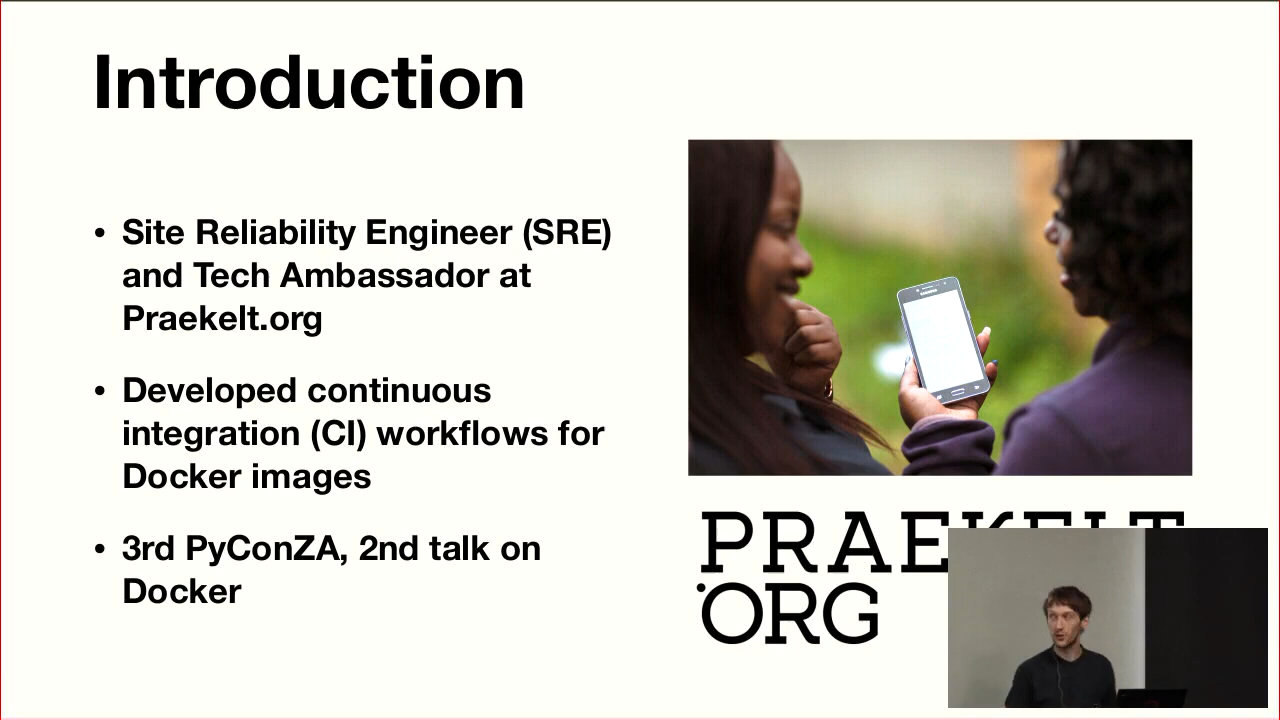 Introduction
• Site Reliability Engineer (SRE)
and Tech Ambassador at
Praekelt.org
• Developed continuous
integration (CI) workflows for
Docker images
• 3rd PyConZA, 2nd talk on
Docker
PRAEKELT
.ORG